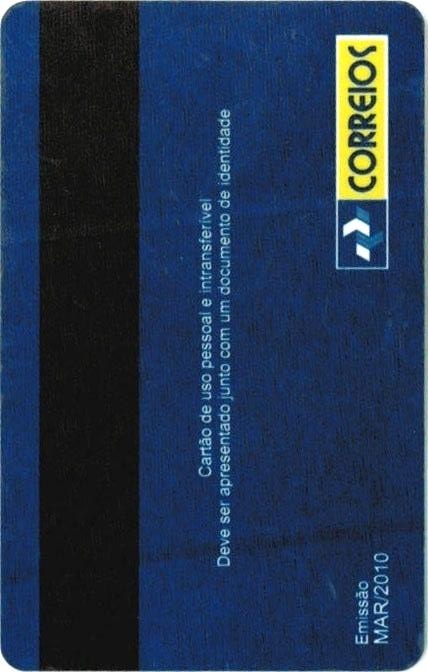 Cartão de uso pessoal e intransferível
Deve ser apresentado junto com um documento de identidade
Emissão
MAR/2010
CORREIOS